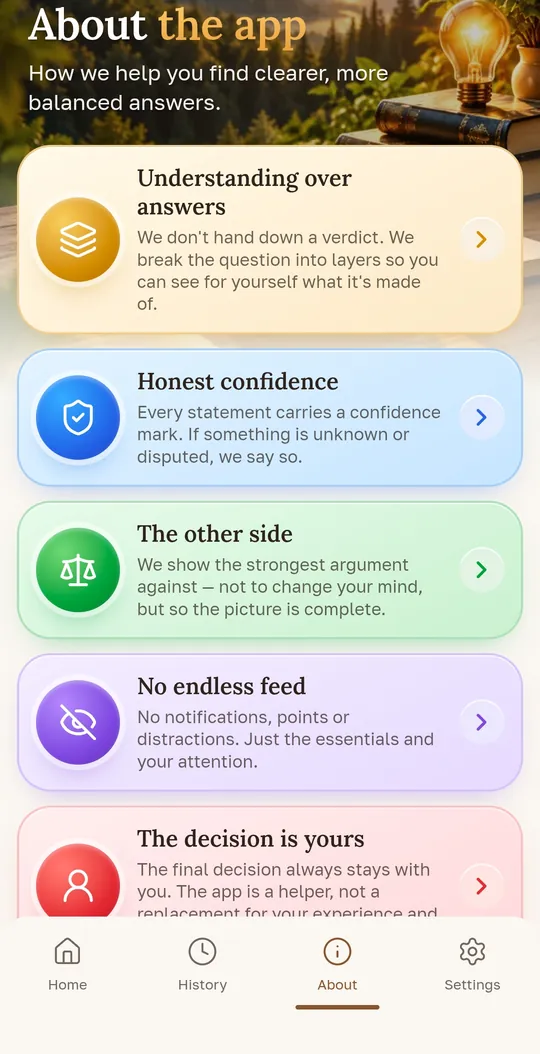 About the app
How we help you find clearer, more
balanced answers.
Understanding over
answers
We don't hand down a verdict. We
break the question into layers so you
can see for yourself what it's made
of.
Honest confidence
Every statement carries a confidence
mark. If something is unknown or
disputed, we say so.
The other side
We show the strongest argument
against — not to change your mind,
but so the picture is complete.
No endless feed
No notifications, points or
distractions. Just the essentials and
your attention.
The decision is yours
The final decision always stays with
you. The app is a helper, not a
replacement for your experience and
Home
History
About
Settings